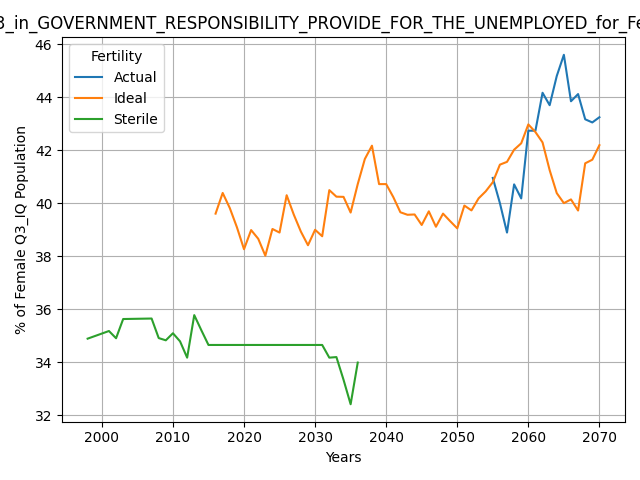 3_in_GOVERNMENT_RESPONSIBILITY_PROVIDE_FOR_THE_UNEMPLOYED_for_Fe
Fertility
Actual
Ideal
Sterile
% of Female Q3_IQ Population
46
44
42
40
38
36
34
32
2000 2010 2020 2030 2040 2050 2060 2070
Years